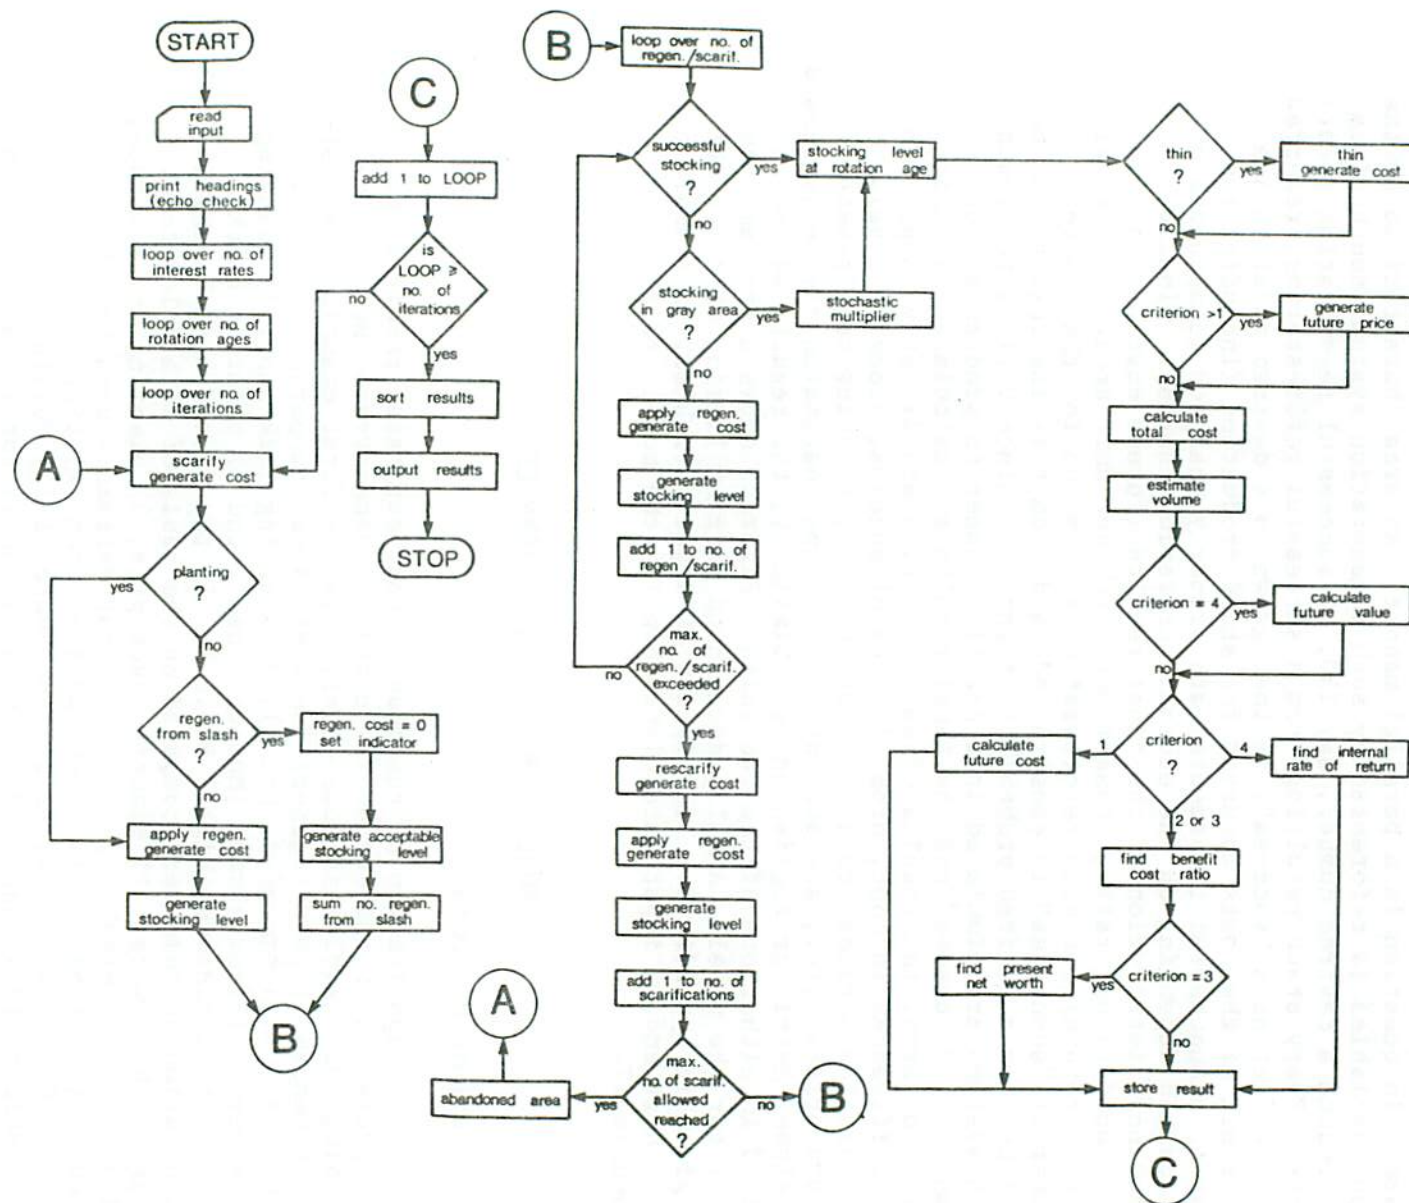 START
read
input
print headings
(echo check)
loop over no. of
interest rates
loop over no. of
rotation ages
loop over no. of
iterations
A
scarify
generate cost
planting
?
yes
no
regen.
from slash
?
yes
no
regen. cost = 0
set indicator
apply regen.
generate cost
generate acceptable
stocking level
generate
stocking level
sum no. regen.
from slash
B
C
add 1 to LOOP
is
LOOP ≥
no. of
iterations
no
yes
sort results
output results
STOP
B
loop over no. of
regen./scarif.
successful
stocking
?
yes
no
stocking level
at rotation age
stocking
in gray area
?
yes
no
stochastic
multiplier
apply regen.
generate cost
generate
stocking level
add 1 to no. of
regen./scarif.
max.
no. of
regen./scarif.
exceeded
?
no
yes
rescarify
generate cost
apply regen.
generate cost
generate
stocking level
add 1 to no. of
scarifications
max.
no. of scarif.
allowed
reached
?
yes
no
abandoned area
A
B
thin
?
yes
no
thin
generate cost
criterion >1
yes
no
generate
future price
calculate
total cost
estimate
volume
criterion = 4
yes
no
calculate
future value
criterion
?
1
4
2 or 3
calculate
future cost
find internal
rate of return
find benefit
cost ratio
criterion = 3
yes
no
find present
net worth
store result
C